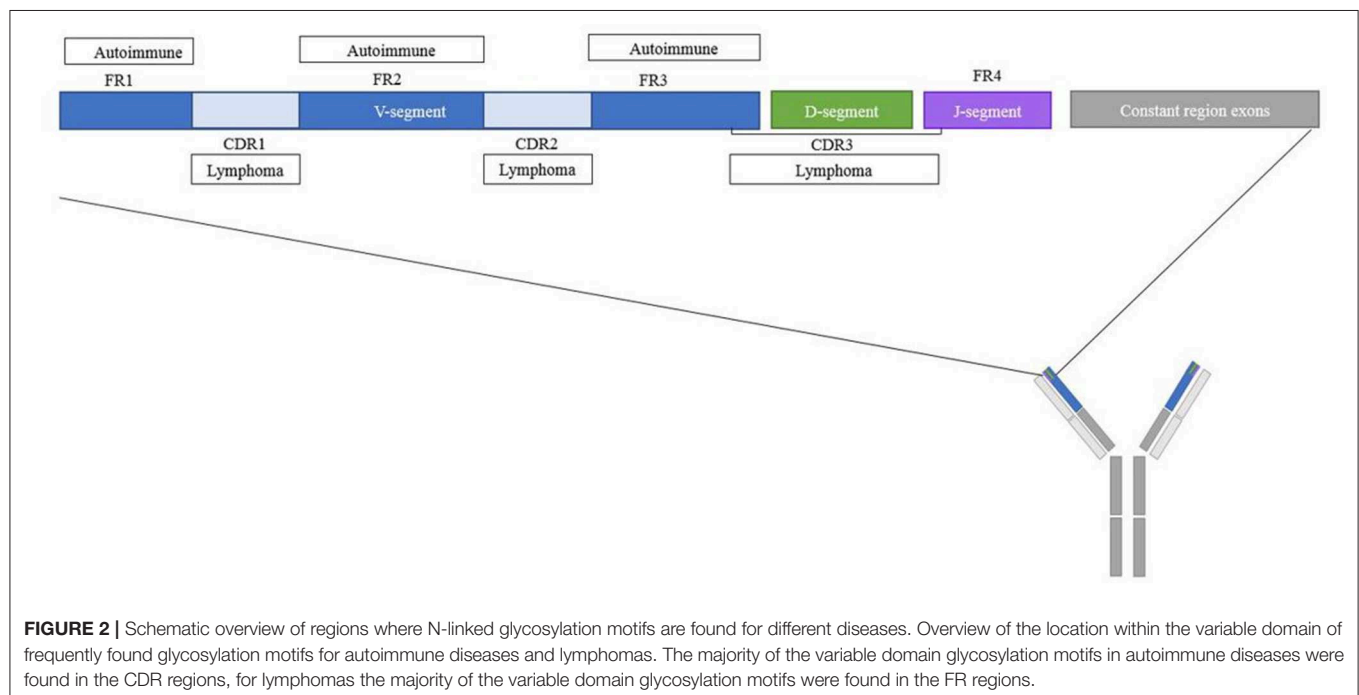 Autoimmune Autoimmune Autoimmune
FR1 FR2 FR3 FR4
V-segment D-segment J-segment Constant region exons
CDR1 CDR2 CDR3
Lymphoma Lymphoma Lymphoma
FIGURE 2 | Schematic overview of regions where N-linked glycosylation motifs are found for different diseases. Overview of the location within the variable domain of
frequently found glycosylation motifs for autoimmune diseases and lymphomas. The majority of the variable domain glycosylation motifs in autoimmune diseases were
found in the CDR regions, for lymphomas the majority of the variable domain glycosylation motifs were found in the FR regions.